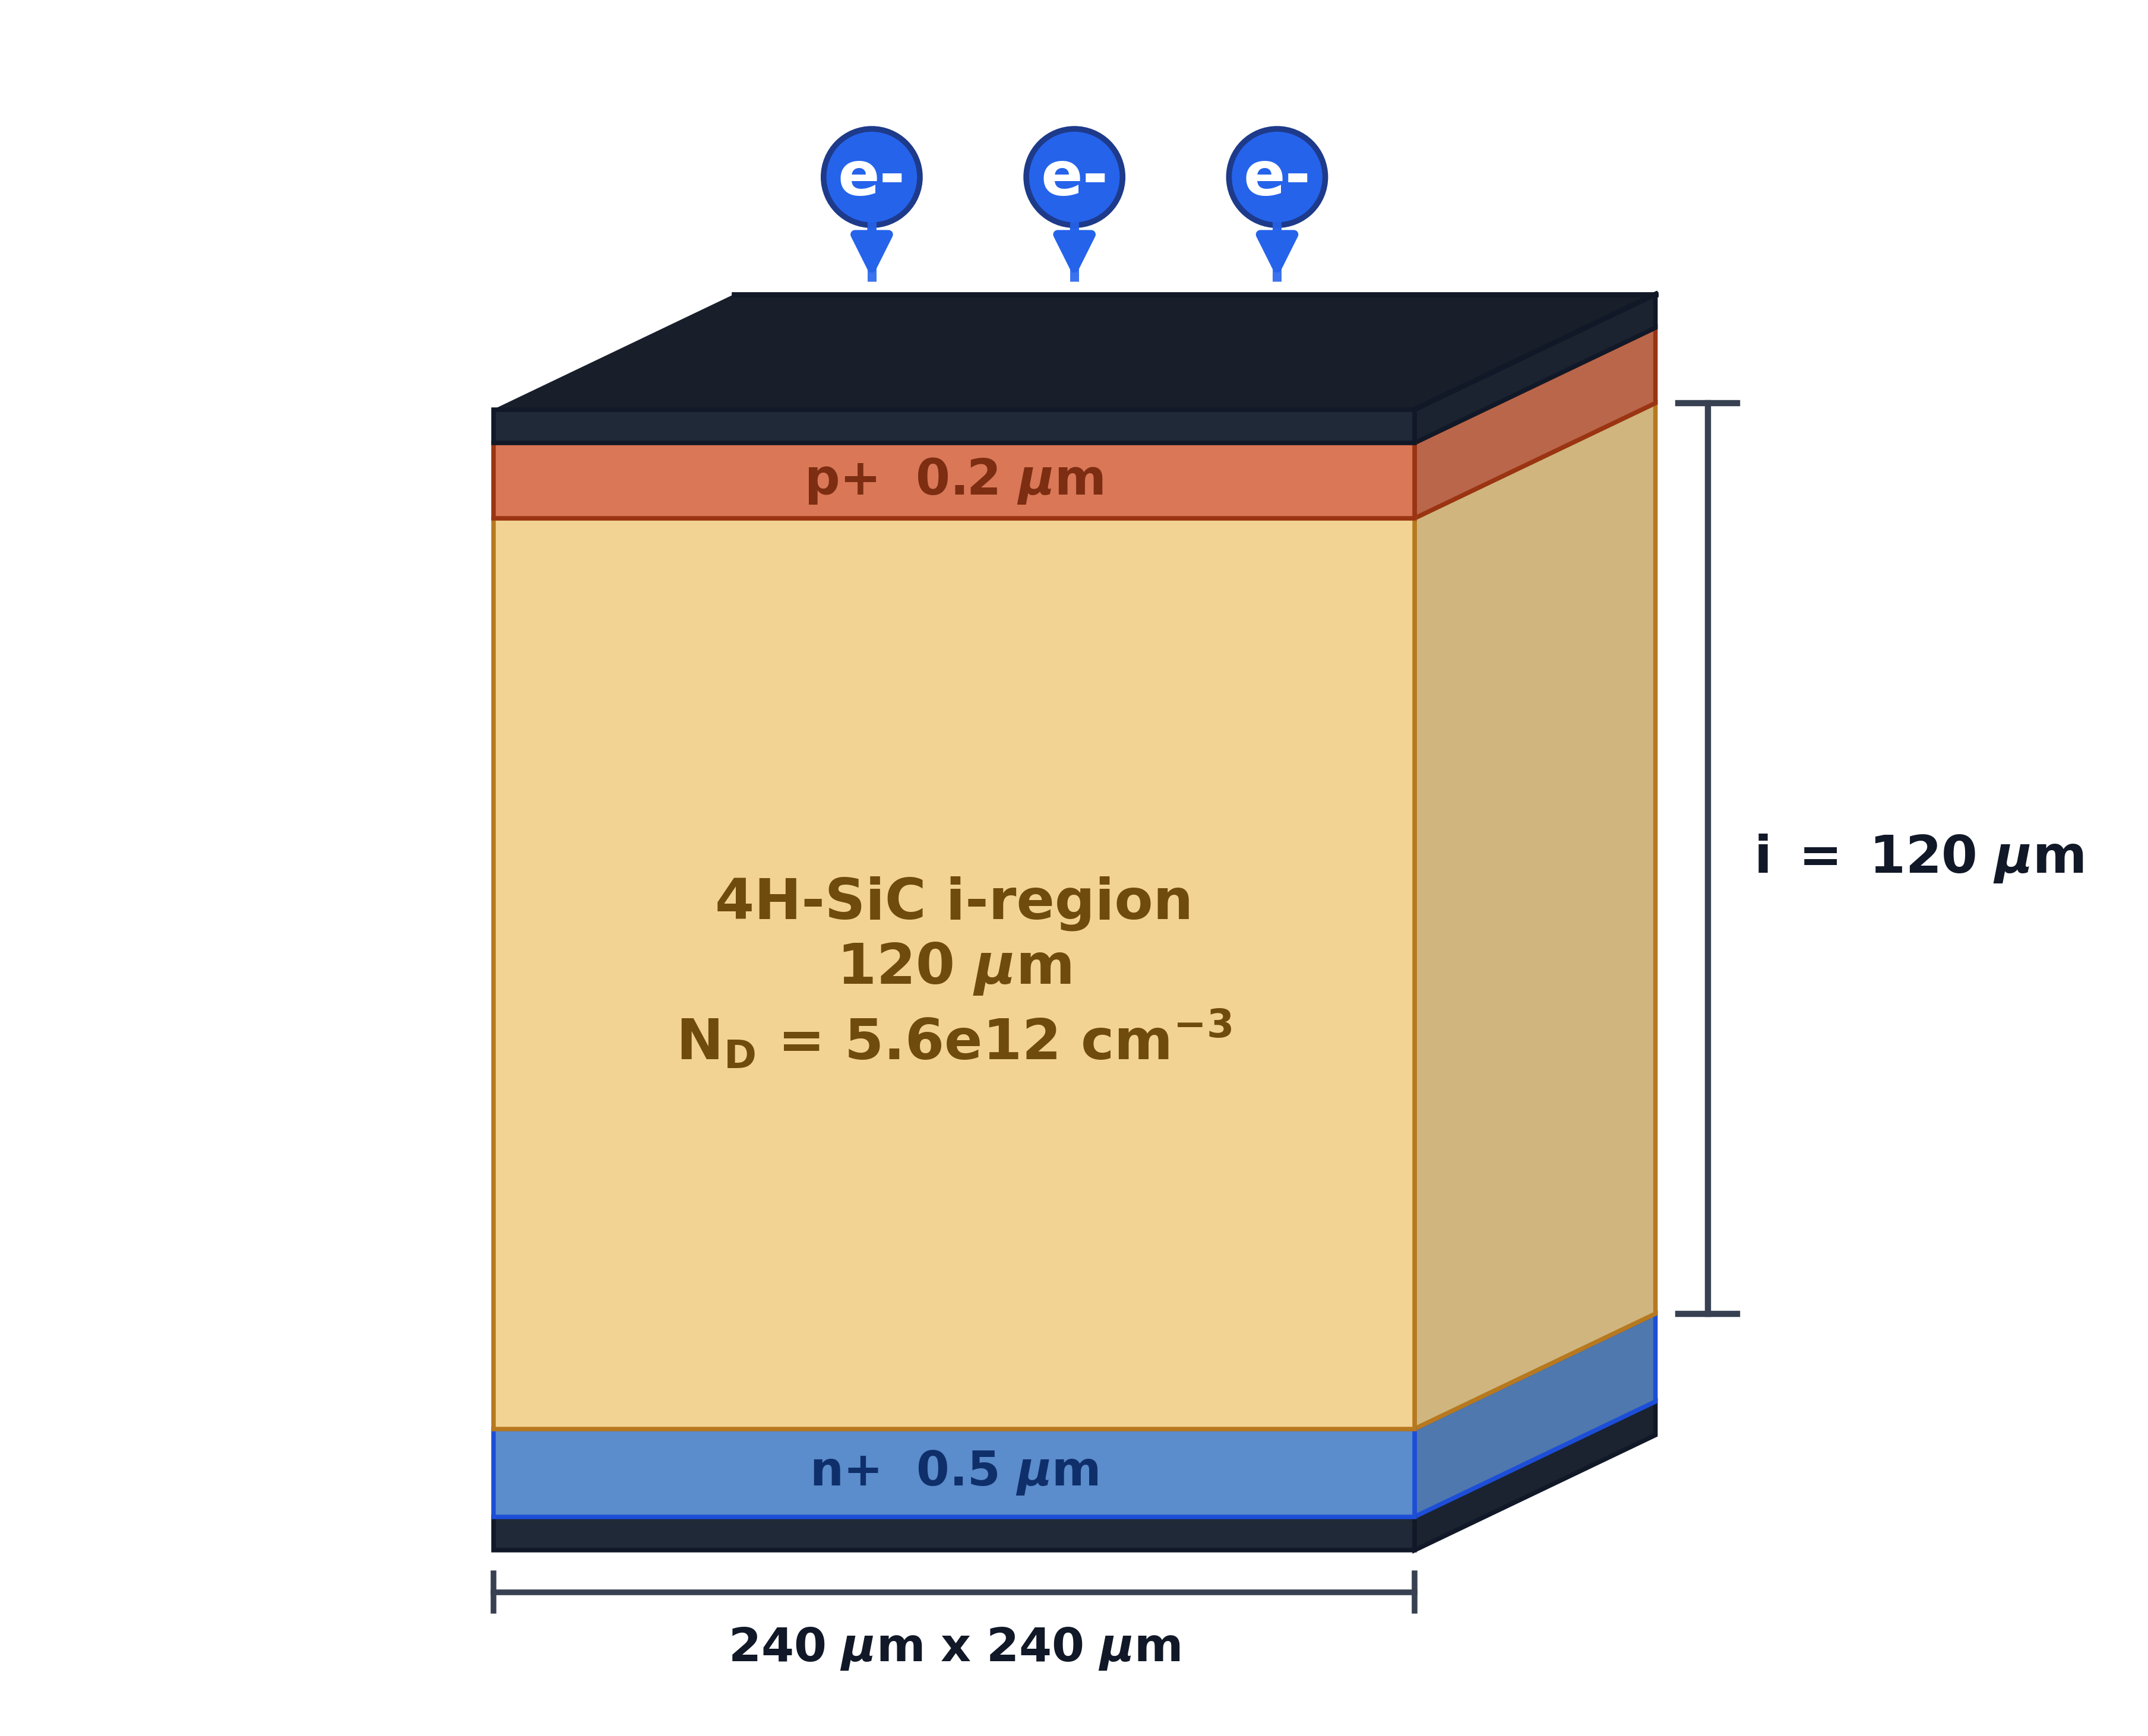 e- e- e-
p+ 0.2 μm
4H-SiC i-region
120 μm
N_D = 5.6e12 cm⁻³
i = 120 μm
n+ 0.5 μm
240 μm x 240 μm